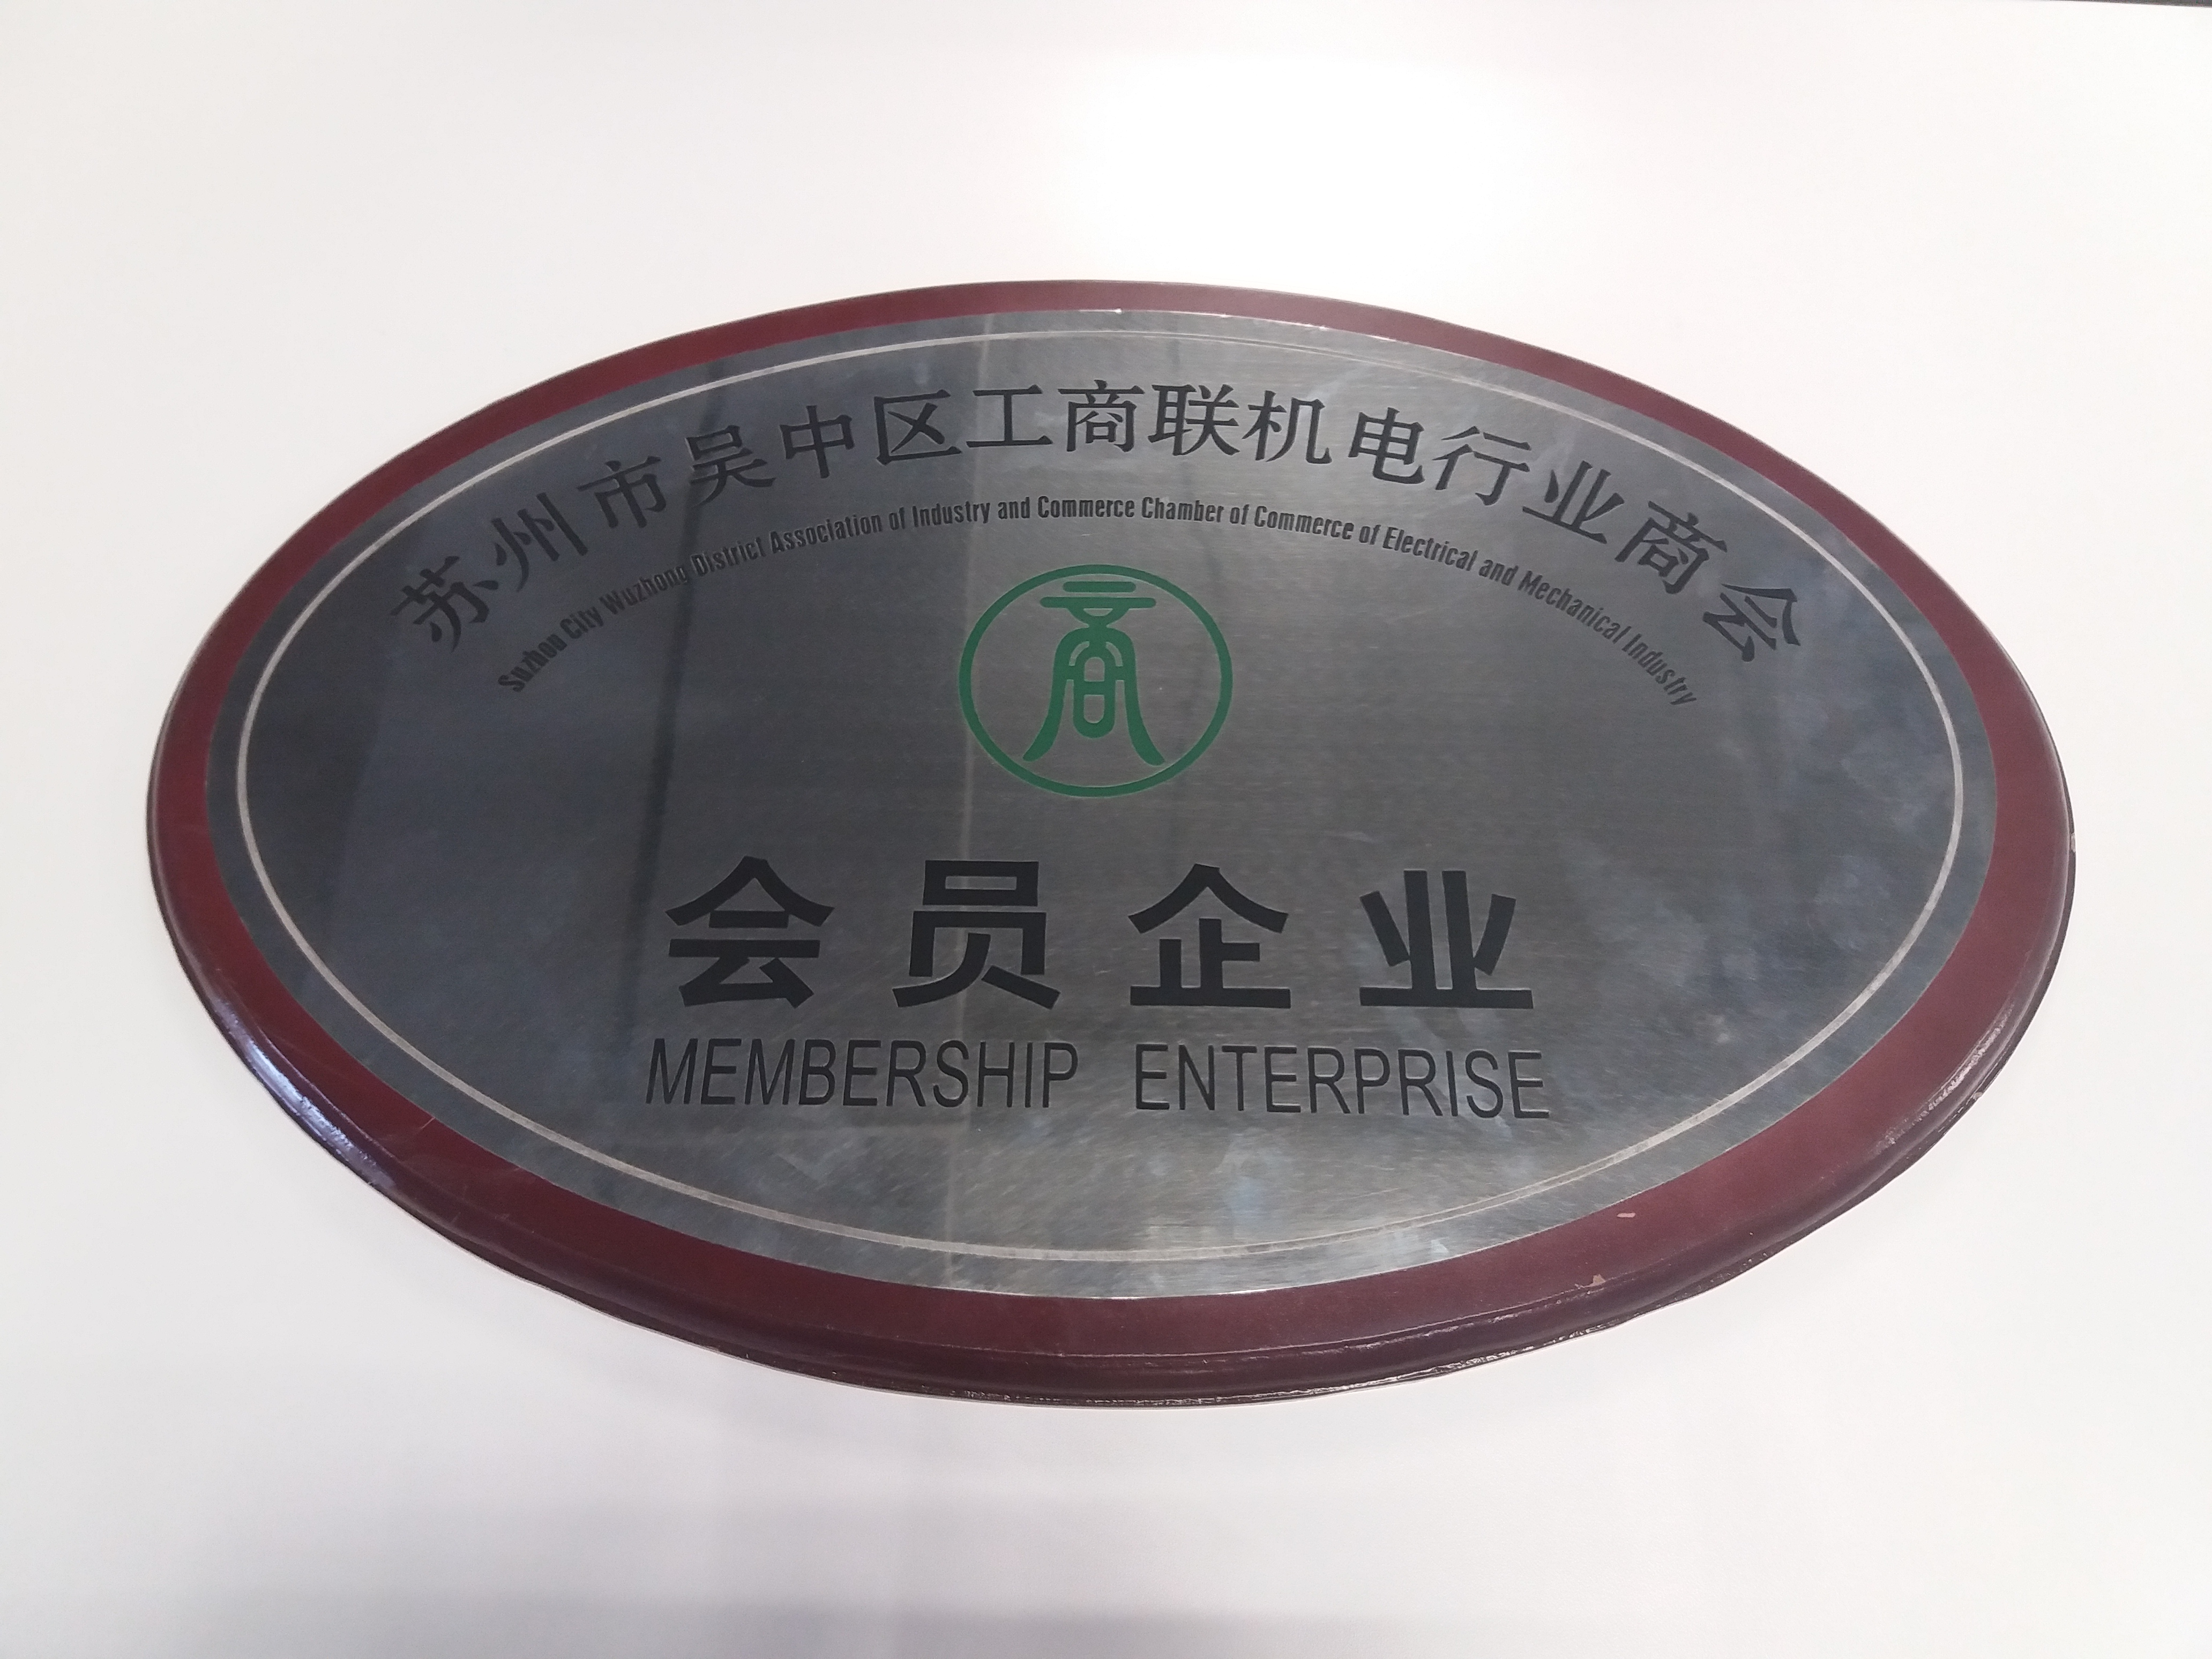 苏州市吴中区工商联机电行业商会
Suzhou City Wuzhong District Association of Industry and Commerce Chamber of Commerce of Electrical and Mechanical Industry
商
会员企业
MEMBERSHIP ENTERPRISE